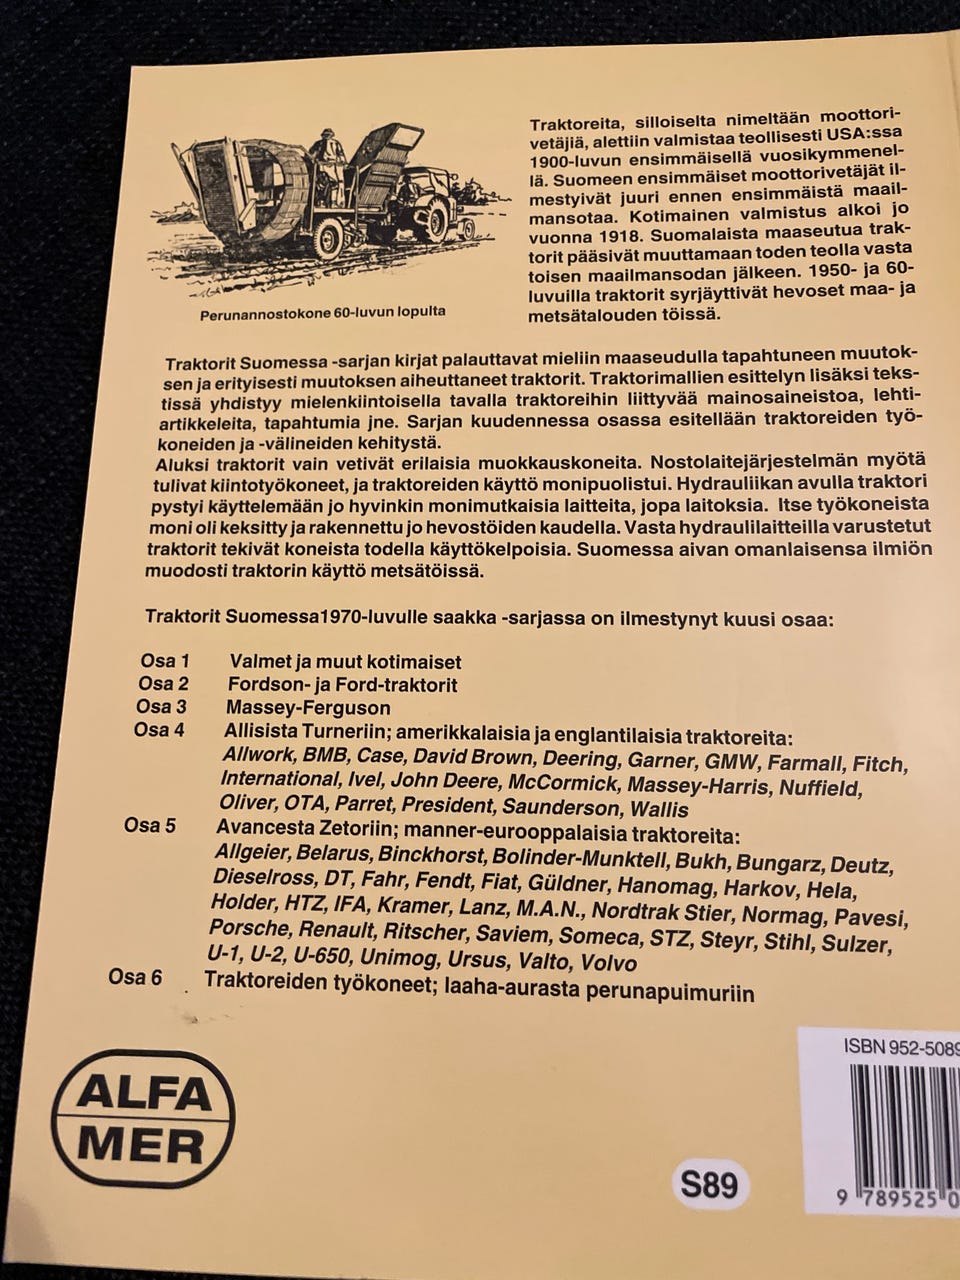 Traktoreita, silloiselta nimeltään moottori-
vetäjiä, alettiin valmistaa teollisesti USA:ssa
1900-luvun ensimmäisellä vuosikymmenel-
lä. Suomeen ensimmäiset moottorivetäjät il-
mestyivät juuri ennen ensimmäistä maail-
mansotaa. Kotimainen valmistus alkoi jo
vuonna 1918. Suomalaista maaseutua trak-
torit pääsivät muuttamaan toden teolla vasta
toisen maailmansodan jälkeen. 1950- ja 60-
luvuilla traktorit syrjäyttivät hevoset maa- ja
metsätalouden töissä.
Perunannostokone 60-luvun lopulta
Traktorit Suomessa -sarjan kirjat palauttavat mieliin maaseudulla tapahtuneen muutok-
sen ja erityisesti muutoksen aiheuttaneet traktorit. Traktorimallien esittelyn lisäksi teks-
tissä yhdistyy mielenkiintoisella tavalla traktoreihin liittyvää mainosaineistoa, lehti-
artikkeleita, tapahtumia jne. Sarjan kuudennessa osassa esitellään traktoreiden työ-
koneiden ja -välineiden kehitystä.
Aluksi traktorit vain vetivät erilaisia muokkauskoneita. Nostolaitejärjestelmän myötä
tulivat kiintotyökoneet, ja traktoreiden käyttö monipuolistui. Hydrauliikan avulla traktori
pystyi käyttelemään jo hyvinkin monimutkaisia laitteita, jopa laitoksia. Itse työkoneista
moni oli keksitty ja rakennettu jo hevostöiden kaudella. Vasta hydraulilaitteilla varustetut
traktorit tekivät koneista todella käyttökelpoisia. Suomessa aivan omanlaisensa ilmiön
muodosti traktorin käyttö metsätöissä.
Traktorit Suomessa1970-luvulle saakka -sarjassa on ilmestynyt kuusi osaa:
Osa 1 Valmet ja muut kotimaiset
Osa 2 Fordson- ja Ford-traktorit
Osa 3 Massey-Ferguson
Osa 4 Allisista Turneriin; amerikkalaisia ja englantilaisia traktoreita:
Allwork, BMB, Case, David Brown, Deering, Garner, GMW, Farmall, Fitch,
International, Ivel, John Deere, McCormick, Massey-Harris, Nuffield,
Oliver, OTA, Parret, President, Saunderson, Wallis
Osa 5 Avancesta Zetoriin; manner-eurooppalaisia traktoreita:
Allgeier, Belarus, Binckhorst, Bolinder-Munktell, Bukh, Bungarz, Deutz,
Dieselross, DT, Fahr, Fendt, Fiat, Güldner, Hanomag, Harkov, Hela,
Holder, HTZ, IFA, Kramer, Lanz, M.A.N., Nordtrak Stier, Normag, Pavesi,
Porsche, Renault, Ritscher, Saviem, Someca, STZ, Steyr, Stihl, Sulzer,
U-1, U-2, U-650, Unimog, Ursus, Valto, Volvo
Osa 6 Traktoreiden työkoneet; laaha-aurasta perunapuimuriin
ISBN 952-5089
ALFA
MER
S89
9 789525 0